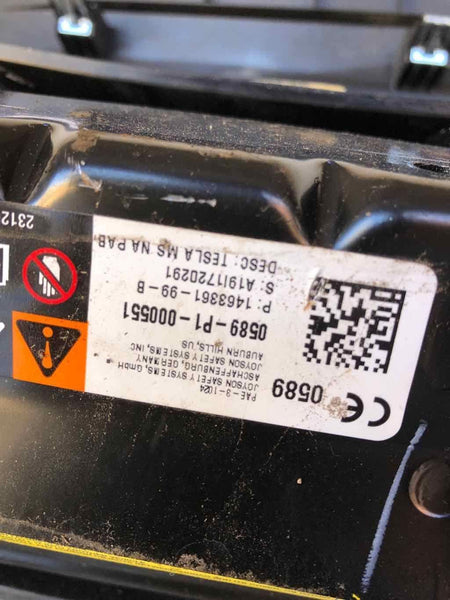 CE 0589
PAE-3-1024
JOYSON SAFETY SYSTEMS, GmbH
ASCHAFFENBURG, GERMANY
JOYSON SAFETY SYSTEMS, INC
AUBURN HILLS, US
0589-P1-000551
P: 1463361-99-B
S: A19I1720291
DESC: TESLA MS NA PAB
2312